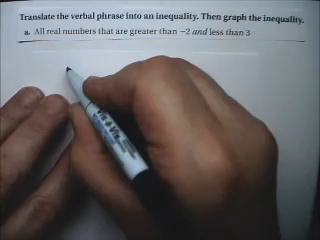 Translate the verbal phrase into an inequality. Then graph the inequality.
a. All real numbers that are greater than −2 and less than 3